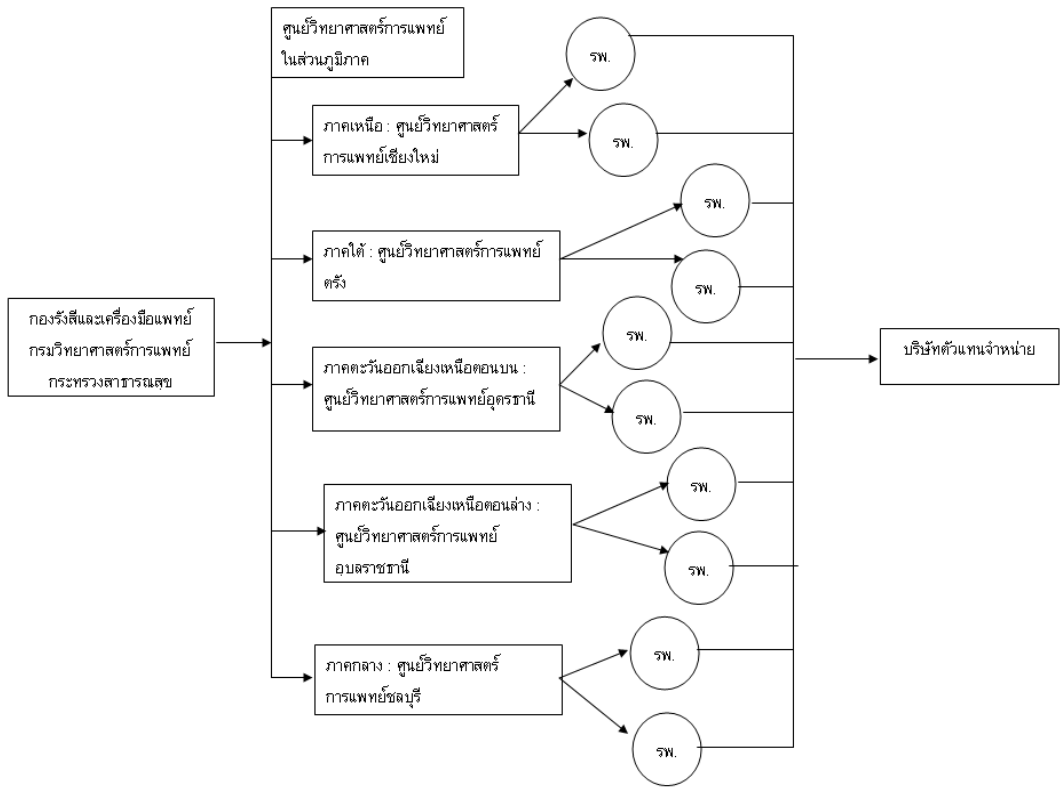 ศูนย์วิทยาศาสตร์การแพทย์
ในส่วนภูมิภาค
รพ.
ภาคเหนือ : ศูนย์วิทยาศาสตร์
การแพทย์เชียงใหม่
รพ.
รพ.
ภาคใต้ : ศูนย์วิทยาศาสตร์การแพทย์
ตรัง
รพ.
กองรังสีและเครื่องมือแพทย์
กรมวิทยาศาสตร์การแพทย์
กระทรวงสาธารณสุข
รพ.
ภาคตะวันออกเฉียงเหนือตอนบน :
ศูนย์วิทยาศาสตร์การแพทย์อุดรธานี
รพ.
บริษัทตัวแทนจำหน่าย
รพ.
ภาคตะวันออกเฉียงเหนือตอนล่าง :
ศูนย์วิทยาศาสตร์การแพทย์
อุบลราชธานี
รพ.
รพ.
ภาคกลาง : ศูนย์วิทยาศาสตร์
การแพทย์ชลบุรี
รพ.